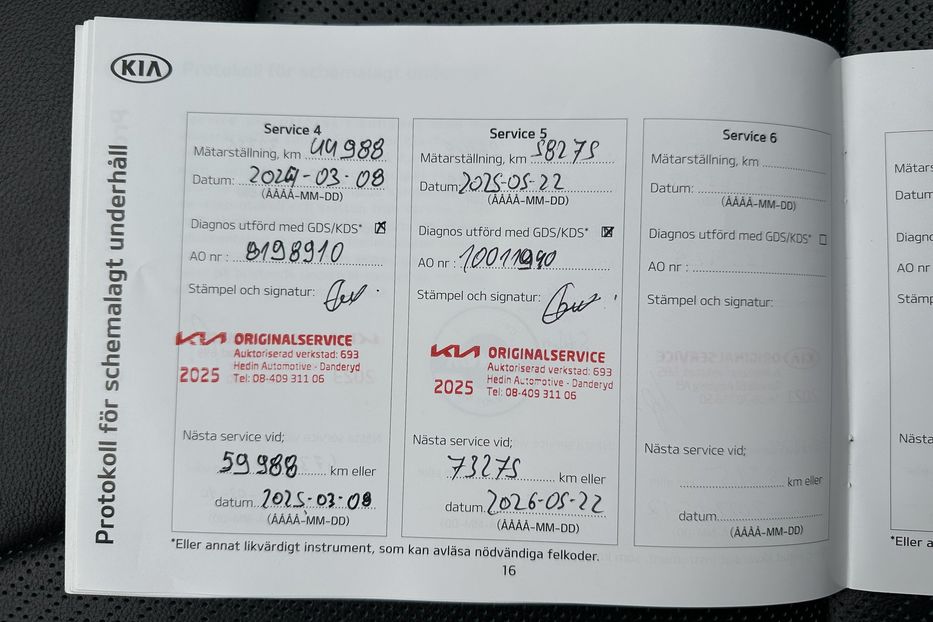 KIA
Protokoll för schemalagt underhåll
Service 4
Mätarställning, km 44988
Datum: 2024-03-08
(ÅÅÅÅ-MM-DD)
Diagnos utförd med GDS/KDS*
AO nr : 8198910
Stämpel och signatur:
KIA ORIGINALSERVICE
Auktoriserad verkstad: 693
Hedin Automotive - Danderyd
2025 Tel: 08-409 311 06
Nästa service vid;
59988 km eller
datum. 2025-03-08
(ÅÅÅÅ-MM-DD)
Service 5
Mätarställning, km 58275
Datum 2025-05-22
(ÅÅÅÅ-MM-DD)
Diagnos utförd med GDS/KDS*
AO nr : 10011990
Stämpel och signatur:
KIA ORIGINALSERVICE
Auktoriserad verkstad: 693
Hedin Automotive - Danderyd
2025 Tel: 08-409 311 06
Nästa service vid;
73275 km eller
datum. 2026-05-22
(ÅÅÅÅ-MM-DD)
Service 6
Mätarställning, km
Datum:
(ÅÅÅÅ-MM-DD)
Diagnos utförd med GDS/KDS*
AO nr :
Stämpel och signatur:
Nästa service vid;
km eller
datum.
(ÅÅÅÅ-MM-DD)
*Eller annat likvärdigt instrument, som kan avläsa nödvändiga felkoder.
16
Mätars
Datum
Diagno
AO nr
Stämp
Nästa
*Eller a